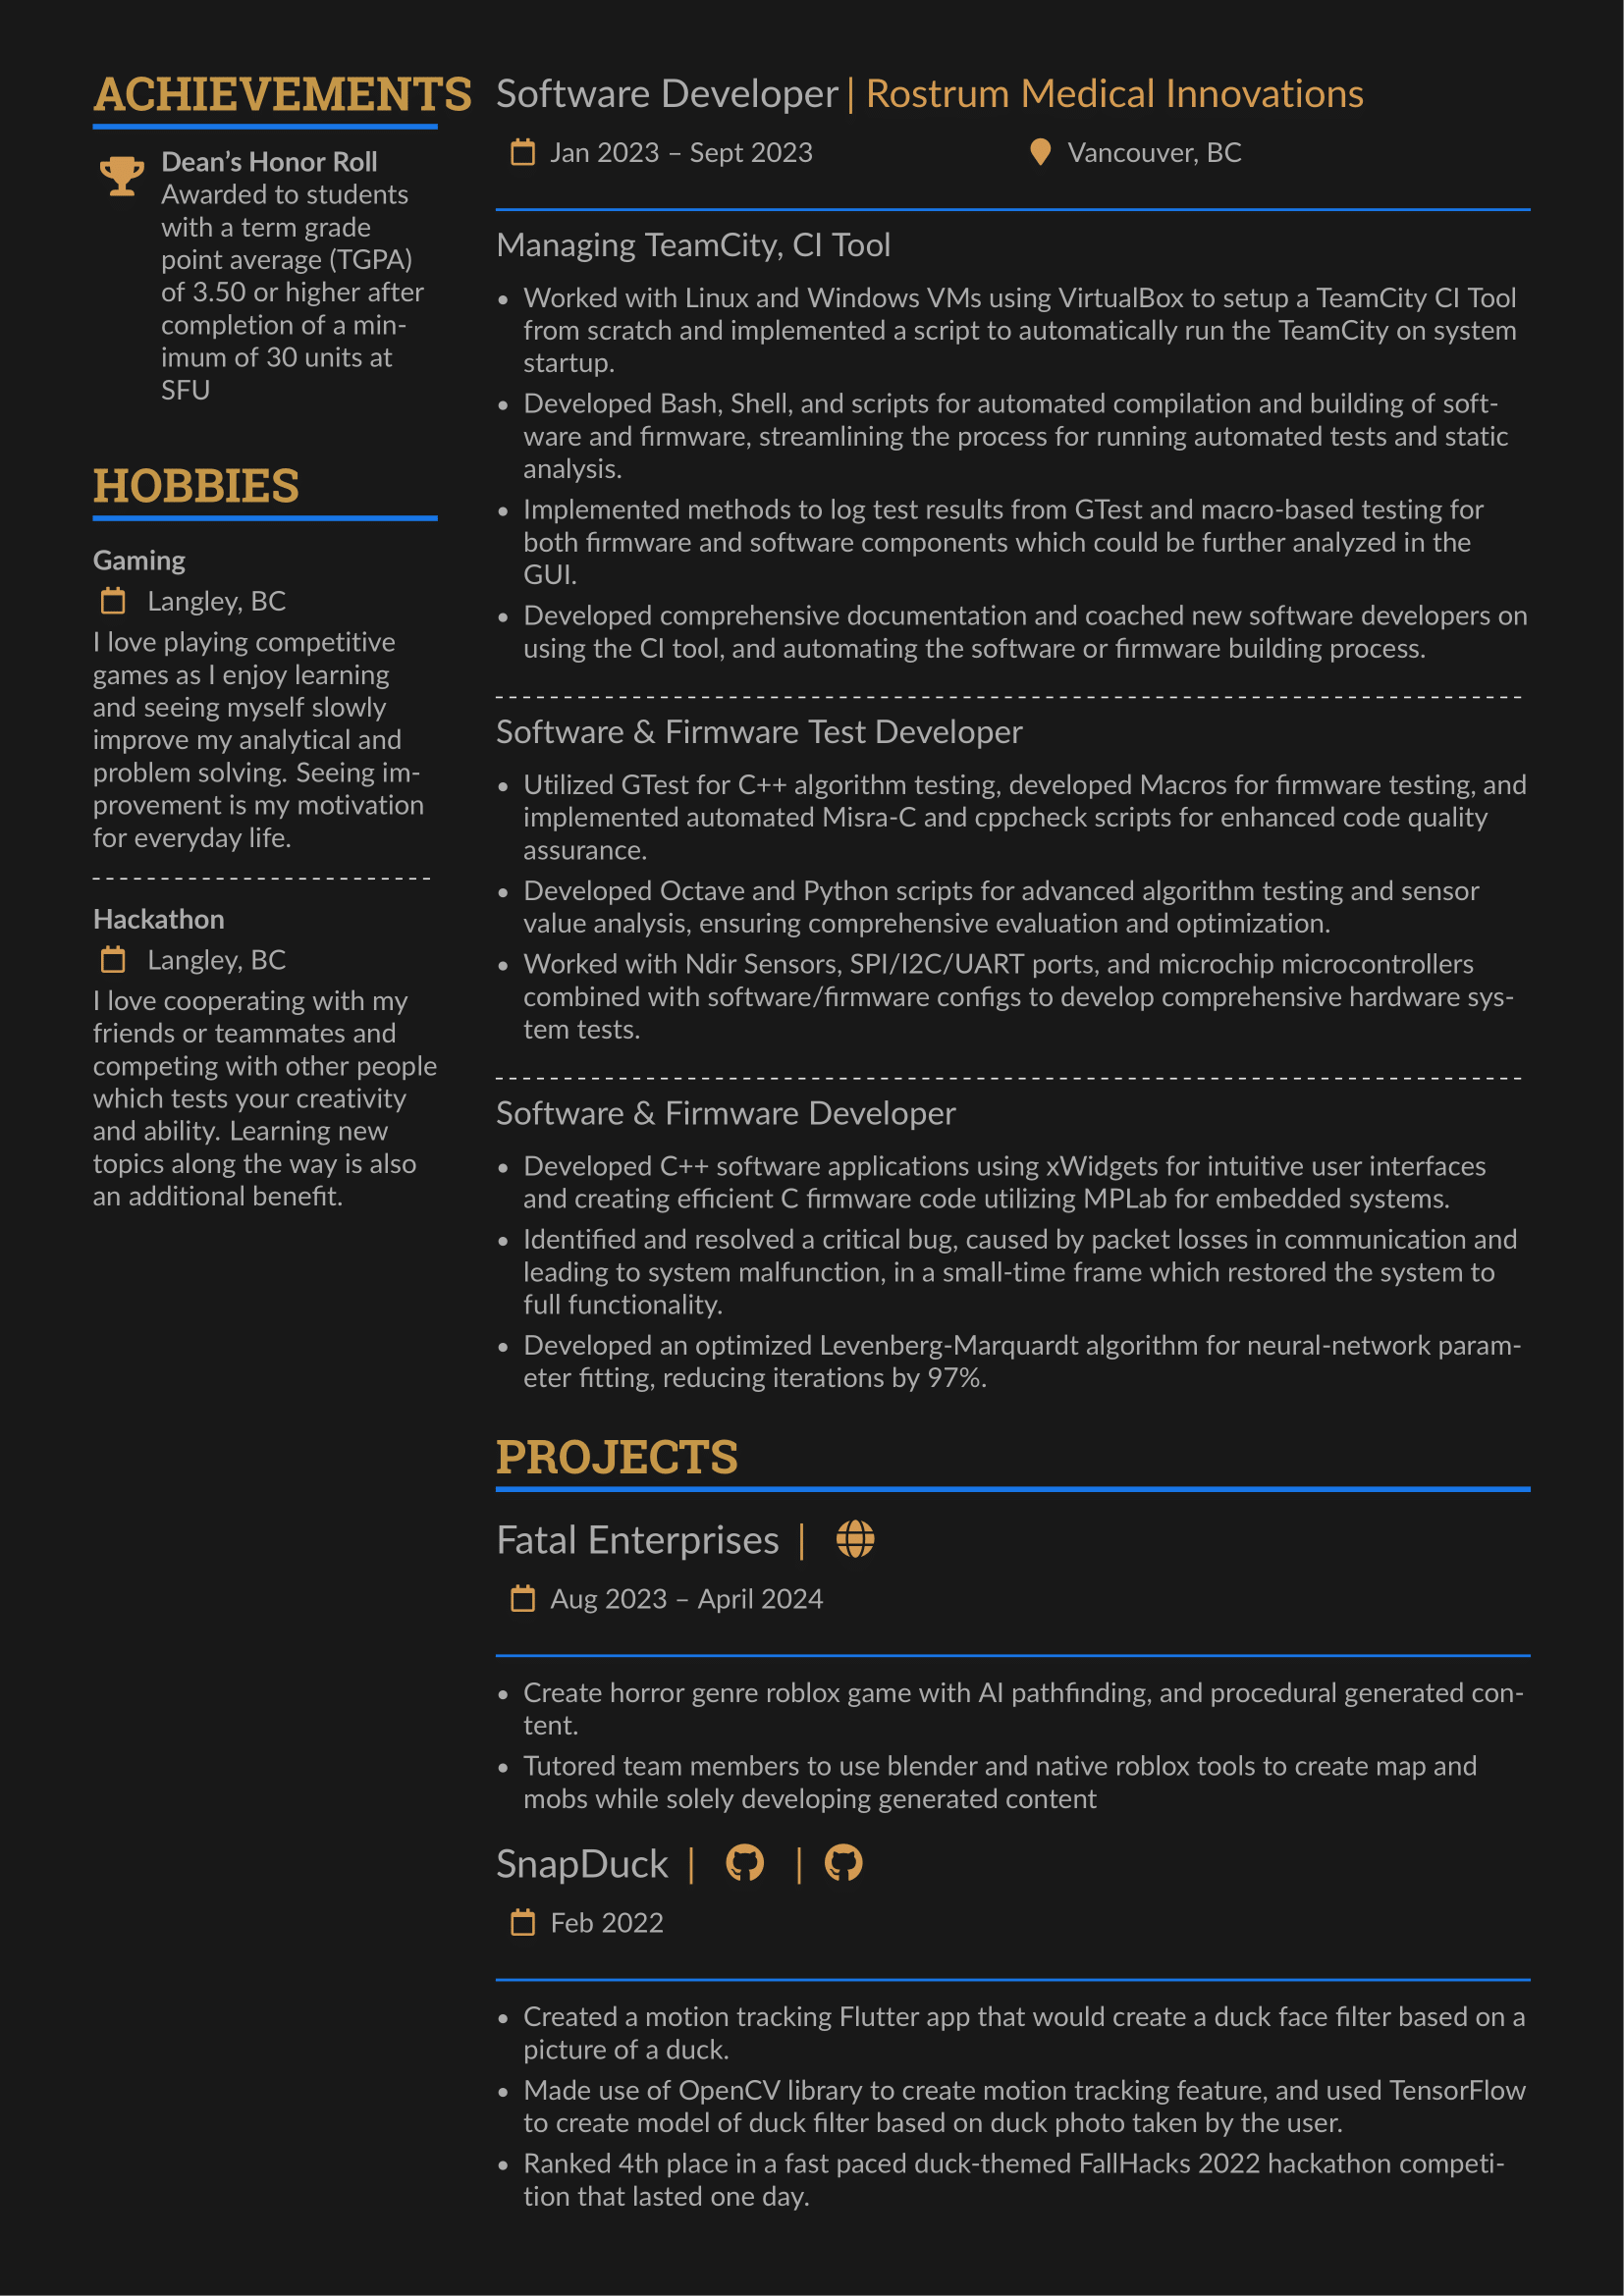 ACHIEVEMENTS
Dean’s Honor Roll
Awarded to students
with a term grade
point average (TGPA)
of 3.50 or higher after
completion of a min-
imum of 30 units at
SFU
HOBBIES
Gaming
Langley, BC
I love playing competitive
games as I enjoy learning
and seeing myself slowly
improve my analytical and
problem solving. Seeing im-
provement is my motivation
for everyday life.
Hackathon
Langley, BC
I love cooperating with my
friends or teammates and
competing with other people
which tests your creativity
and ability. Learning new
topics along the way is also
an additional benefit.
Software Developer | Rostrum Medical Innovations
Jan 2023 – Sept 2023 Vancouver, BC
Managing TeamCity, CI Tool
• Worked with Linux and Windows VMs using VirtualBox to setup a TeamCity CI Tool
from scratch and implemented a script to automatically run the TeamCity on system
startup.
• Developed Bash, Shell, and scripts for automated compilation and building of soft-
ware and firmware, streamlining the process for running automated tests and static
analysis.
• Implemented methods to log test results from GTest and macro-based testing for
both firmware and software components which could be further analyzed in the
GUI.
• Developed comprehensive documentation and coached new software developers on
using the CI tool, and automating the software or firmware building process.
Software & Firmware Test Developer
• Utilized GTest for C++ algorithm testing, developed Macros for firmware testing, and
implemented automated Misra-C and cppcheck scripts for enhanced code quality
assurance.
• Developed Octave and Python scripts for advanced algorithm testing and sensor
value analysis, ensuring comprehensive evaluation and optimization.
• Worked with Ndir Sensors, SPI/I2C/UART ports, and microchip microcontrollers
combined with software/firmware configs to develop comprehensive hardware sys-
tem tests.
Software & Firmware Developer
• Developed C++ software applications using xWidgets for intuitive user interfaces
and creating efficient C firmware code utilizing MPLab for embedded systems.
• Identified and resolved a critical bug, caused by packet losses in communication and
leading to system malfunction, in a small-time frame which restored the system to
full functionality.
• Developed an optimized Levenberg-Marquardt algorithm for neural-network param-
eter fitting, reducing iterations by 97%.
PROJECTS
Fatal Enterprises |
Aug 2023 – April 2024
• Create horror genre roblox game with AI pathfinding, and procedural generated con-
tent.
• Tutored team members to use blender and native roblox tools to create map and
mobs while solely developing generated content
SnapDuck | |
Feb 2022
• Created a motion tracking Flutter app that would create a duck face filter based on a
picture of a duck.
• Made use of OpenCV library to create motion tracking feature, and used TensorFlow
to create model of duck filter based on duck photo taken by the user.
• Ranked 4th place in a fast paced duck-themed FallHacks 2022 hackathon competi-
tion that lasted one day.